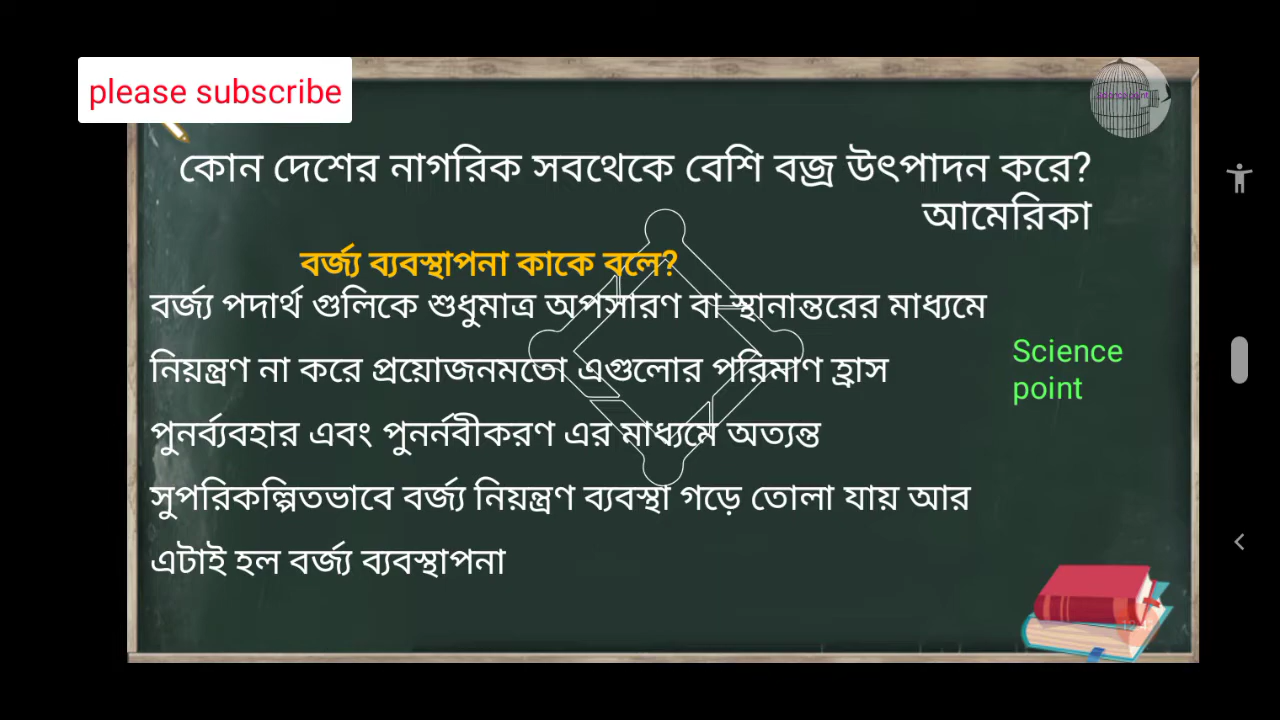 please subscribe
Science point
কোন দেশের নাগরিক সবথেকে বেশি বজ্র উৎপাদন করে?
আমেরিকা
বর্জ্য ব্যবস্থাপনা কাকে বলে?
বর্জ্য পদার্থ গুলিকে শুধুমাত্র অপসারণ বা স্থানান্তরের মাধ্যমে
নিয়ন্ত্রণ না করে প্রয়োজনমতো এগুলোর পরিমাণ হ্রাস
পুনর্ব্যবহার এবং পুনর্নবীকরণ এর মাধ্যমে অত্যন্ত
সুপরিকল্পিতভাবে বর্জ্য নিয়ন্ত্রণ ব্যবস্থা গড়ে তোলা যায় আর
এটাই হল বর্জ্য ব্যবস্থাপনা
Science
point